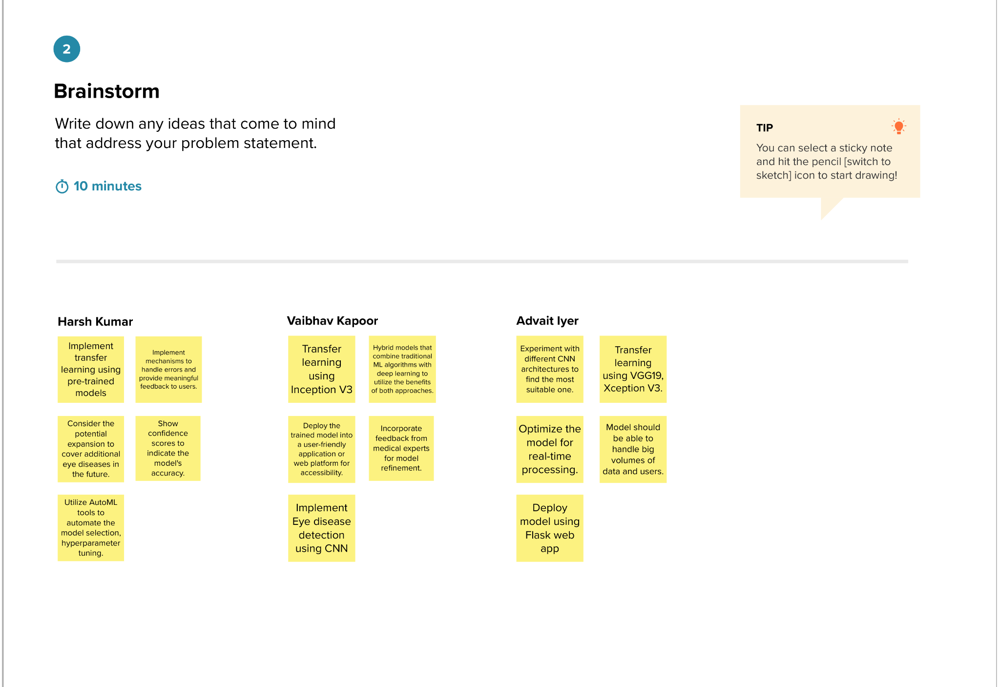 2
Brainstorm
Write down any ideas that come to mind
that address your problem statement.
10 minutes
TIP
You can select a sticky note
and hit the pencil [switch to
sketch] icon to start drawing!
Harsh Kumar
Implement
transfer
learning using
pre-trained
models
Implement
mechanisms to
handle errors and
provide meaningful
feedback to users.
Consider the
potential
expansion to
cover additional
eye diseases in
the future.
Show
confidence
scores to
indicate the
model's
accuracy.
Utilize AutoML
tools to
automate the
model selection,
hyperparameter
tuning.
Vaibhav Kapoor
Transfer
learning
using
Inception V3
Hybrid models that
combine traditional
ML algorithms with
deep learning to
utilize the benefits
of both approaches.
Deploy the
trained model into
a user-friendly
application or
web platform for
accessibility.
Incorporate
feedback from
medical experts
for model
refinement.
Implement
Eye disease
detection
using CNN
Advait Iyer
Experiment with
different CNN
architectures to
find the most
suitable one.
Transfer
learning
using VGG19,
Xception V3.
Optimize the
model for
real-time
processing.
Model should
be able to
handle big
volumes of
data and users.
Deploy
model using
Flask web
app